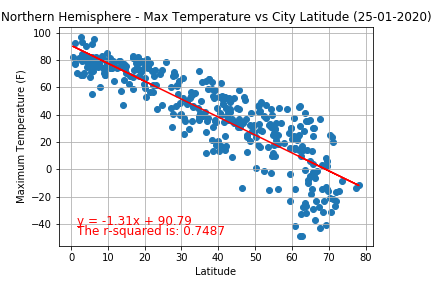 Northern Hemisphere - Max Temperature vs City Latitude (25-01-2020)
Maximum Temperature (F)
100
80
60
40
20
0
−20
−40
y = -1.31x + 90.79
The r-squared is: 0.7487
0 10 20 30 40 50 60 70 80
Latitude